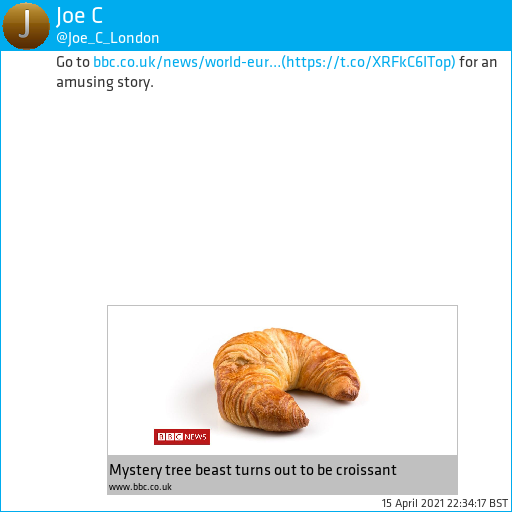 J
Joe C
@Joe_C_London
Go to bbc.co.uk/news/world-eur...(https://t.co/XRFkC6ITop) for an
amusing story.
BBC NEWS
Mystery tree beast turns out to be croissant
www.bbc.co.uk
15 April 2021 22:34:17 BST